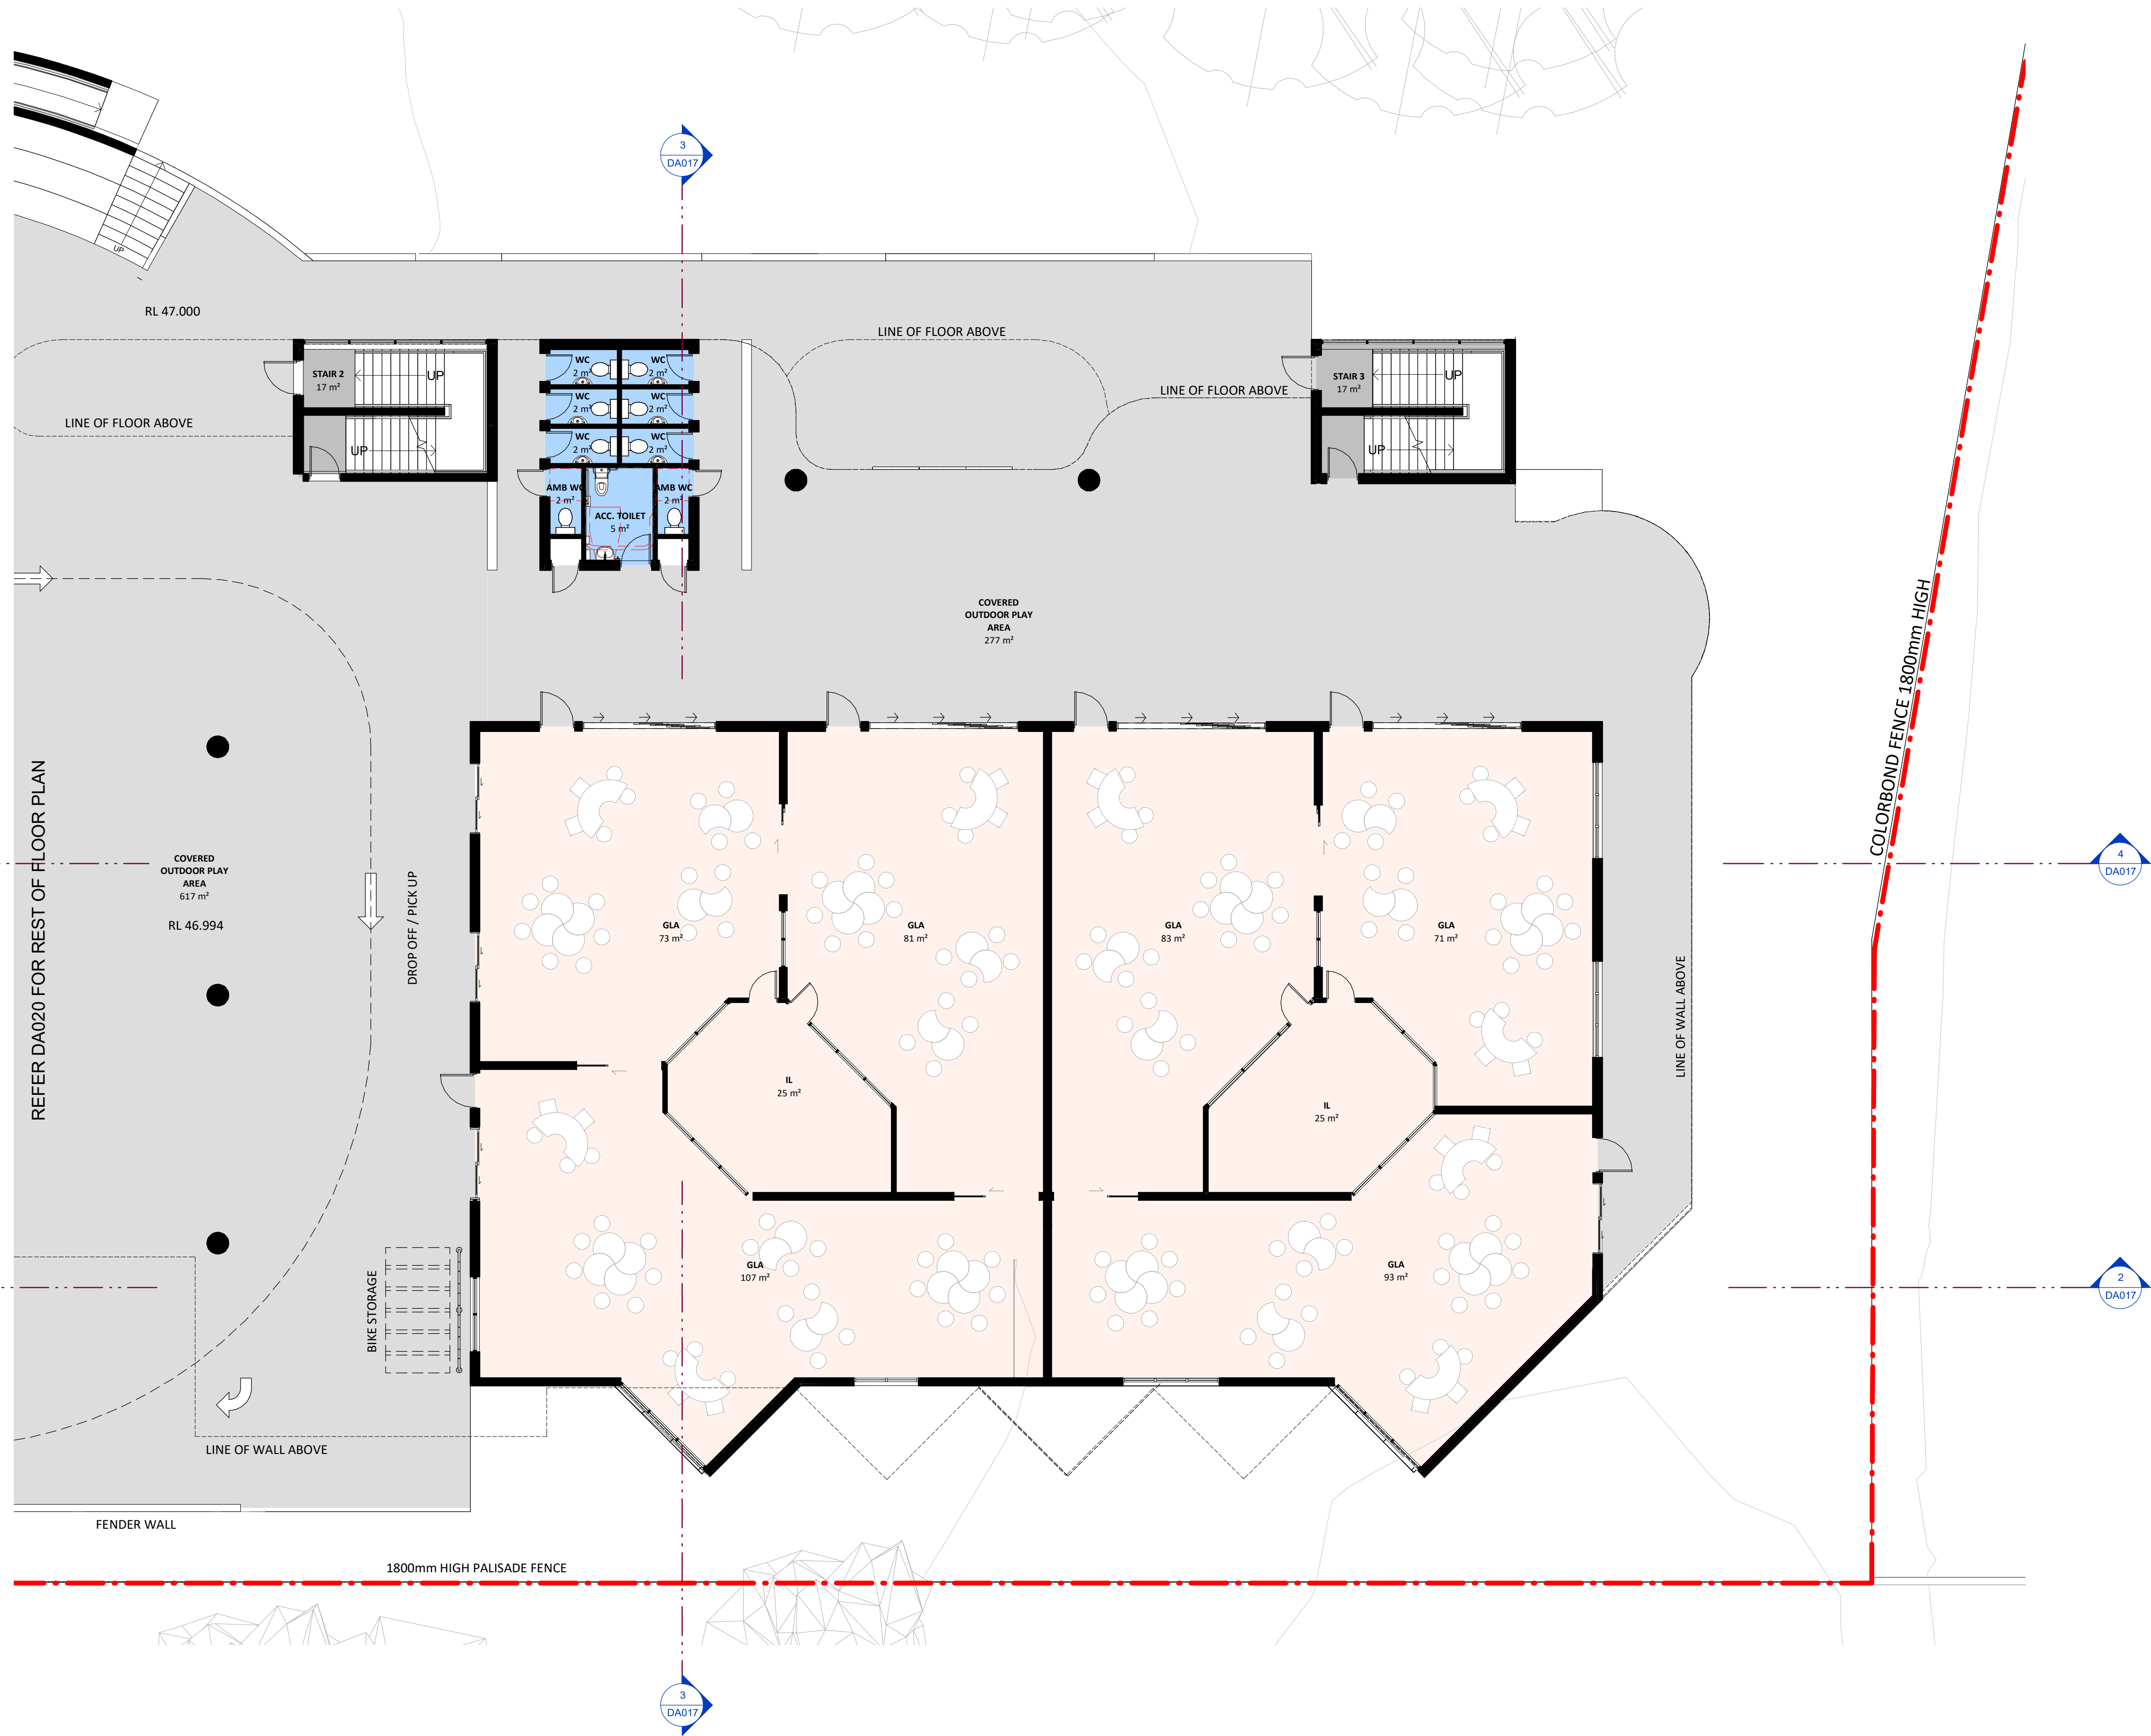 3
DA017
UP
RL 47.000
LINE OF FLOOR ABOVE
WC
2 m²
WC
2 m²
STAIR 2
17 m²
UP
STAIR 3
17 m²
UP
LINE OF FLOOR ABOVE
WC
2 m²
WC
2 m²
LINE OF FLOOR ABOVE
WC
2 m²
WC
2 m²
UP
UP
AMB WC
2 m²
AMB WC
2 m²
ACC. TOILET
5 m²
COVERED
OUTDOOR PLAY
AREA
277 m²
COLORBOND FENCE 1800mm HIGH
REFER DA020 FOR REST OF FLOOR PLAN
COVERED
OUTDOOR PLAY
AREA
617 m²
RL 46.994
DROP OFF / PICK UP
4
DA017
GLA
73 m²
GLA
81 m²
GLA
83 m²
GLA
71 m²
LINE OF WALL ABOVE
IL
25 m²
IL
25 m²
BIKE STORAGE
GLA
107 m²
GLA
93 m²
2
DA017
LINE OF WALL ABOVE
FENDER WALL
1800mm HIGH PALISADE FENCE
3
DA017